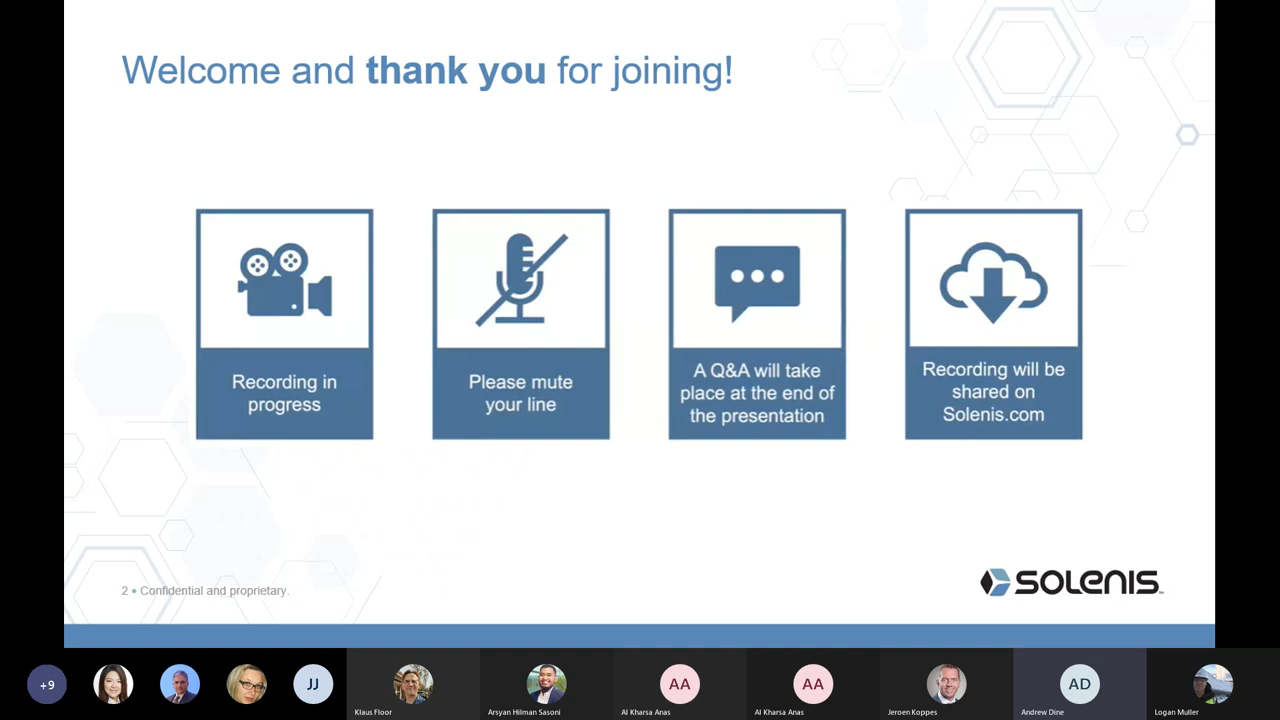 Welcome and thank you for joining!
Recording in
progress
Please mute
your line
A Q&A will take
place at the end of
the presentation
Recording will be
shared on
Solenis.com
2 • Confidential and proprietary.
SOLENIS™
+9
JJ
Klaus Floor
Arsyan Hilman Sasoni
AA
Al Kharsa Anas
AA
Al Kharsa Anas
Jeroen Koppes
AD
Andrew Dine
Logan Muller